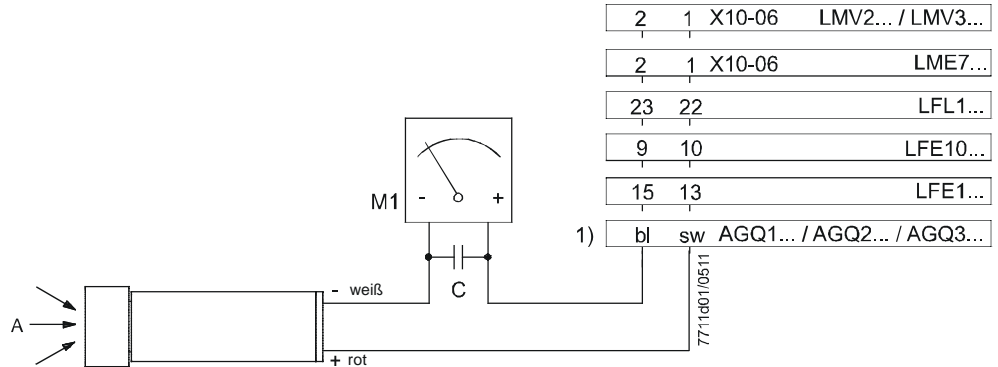 2 1 X10-06 LMV2... / LMV3...
2 1 X10-06 LME7...
23 22 LFL1...
9 10 LFE10...
15 13 LFE1...
1) bl sw AGQ1... / AGQ2... / AGQ3...
M1 - +
C
7711d01/0511
- weiß
A
+ rot